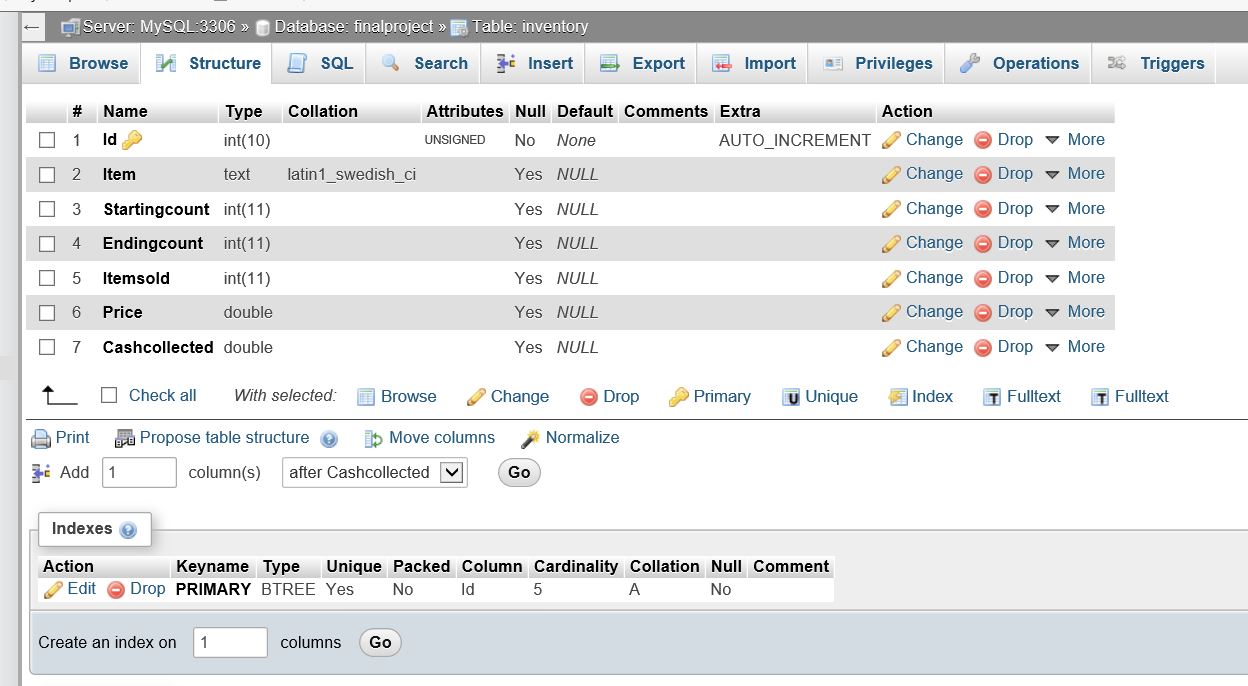 ← Server: MySQL:3306 » Database: finalproject » Table: inventory
Browse Structure SQL Search Insert Export Import Privileges Operations Triggers
# Name Type Collation Attributes Null Default Comments Extra Action
1 Id int(10) UNSIGNED No None AUTO_INCREMENT Change Drop More
2 Item text latin1_swedish_ci Yes NULL Change Drop More
3 Startingcount int(11) Yes NULL Change Drop More
4 Endingcount int(11) Yes NULL Change Drop More
5 Itemsold int(11) Yes NULL Change Drop More
6 Price double Yes NULL Change Drop More
7 Cashcollected double Yes NULL Change Drop More
Check all With selected: Browse Change Drop Primary Unique Index Fulltext Fulltext
Print Propose table structure Move columns Normalize
Add 1 column(s) after Cashcollected Go
Indexes
Action Keyname Type Unique Packed Column Cardinality Collation Null Comment
Edit Drop PRIMARY BTREE Yes No Id 5 A No
Create an index on 1 columns Go